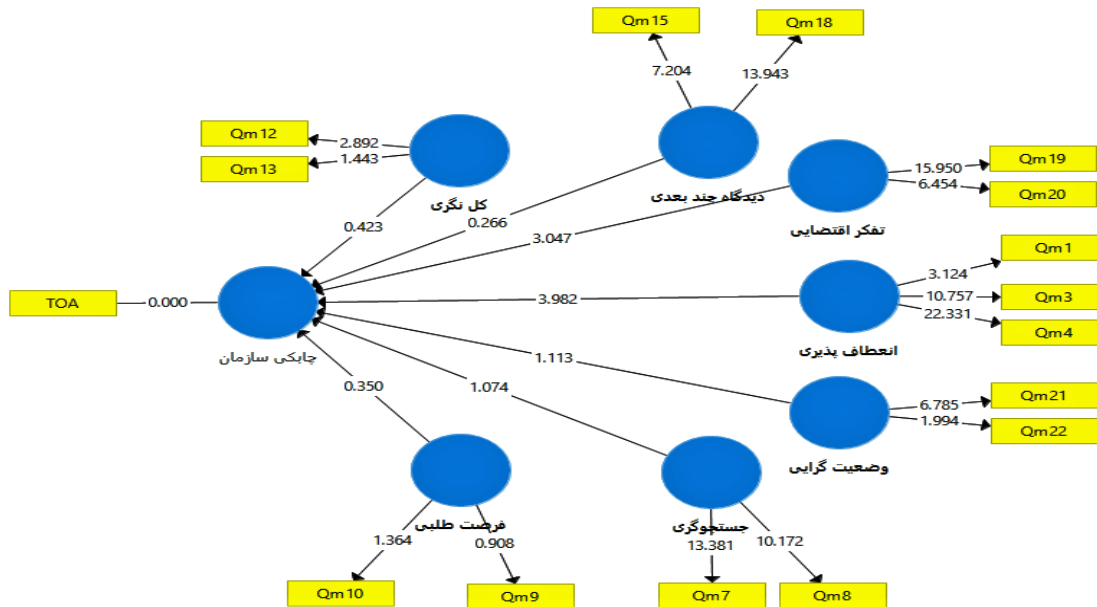 Qm15
Qm18
7.204
13.943
Qm12
2.892
Qm13
1.443
Qm19
15.950
6.454
Qm20
کل نگری
دیدگاه چند بعدی
تفکر اقتضایی
0.423
0.266
3.047
Qm1
3.124
TOA
0.000
3.982
10.757
Qm3
22.331
Qm4
چابکی سازمان
انعطاف پذیری
1.113
0.350
1.074
Qm21
6.785
1.994
Qm22
وضعیت گرایی
فرصت طلبی
جستجوگری
1.364
0.908
13.381
10.172
Qm10
Qm9
Qm7
Qm8